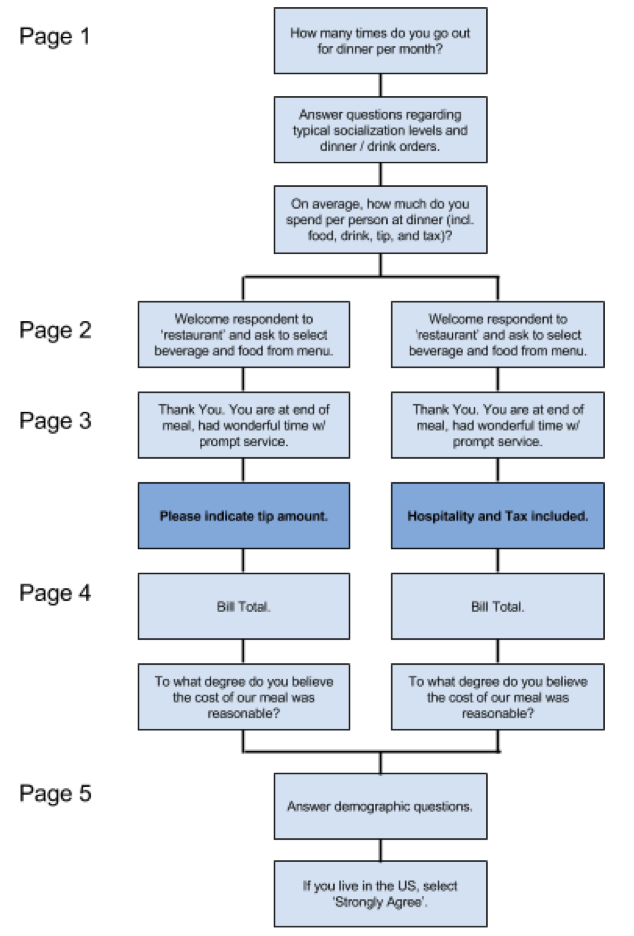 Page 1
How many times do you go out
for dinner per month?
Answer questions regarding
typical socialization levels and
dinner / drink orders.
On average, how much do you
spend per person at dinner (incl.
food, drink, tip, and tax)?
Page 2
Welcome respondent to
'restaurant' and ask to select
beverage and food from menu.
Welcome respondent to
'restaurant' and ask to select
beverage and food from menu.
Page 3
Thank You. You are at end of
meal, had wonderful time w/
prompt service.
Thank You. You are at end of
meal, had wonderful time w/
prompt service.
Please indicate tip amount.
Hospitality and Tax included.
Page 4
Bill Total.
Bill Total.
To what degree do you believe
the cost of our meal was
reasonable?
To what degree do you believe
the cost of our meal was
reasonable?
Page 5
Answer demographic questions.
If you live in the US, select
'Strongly Agree'.